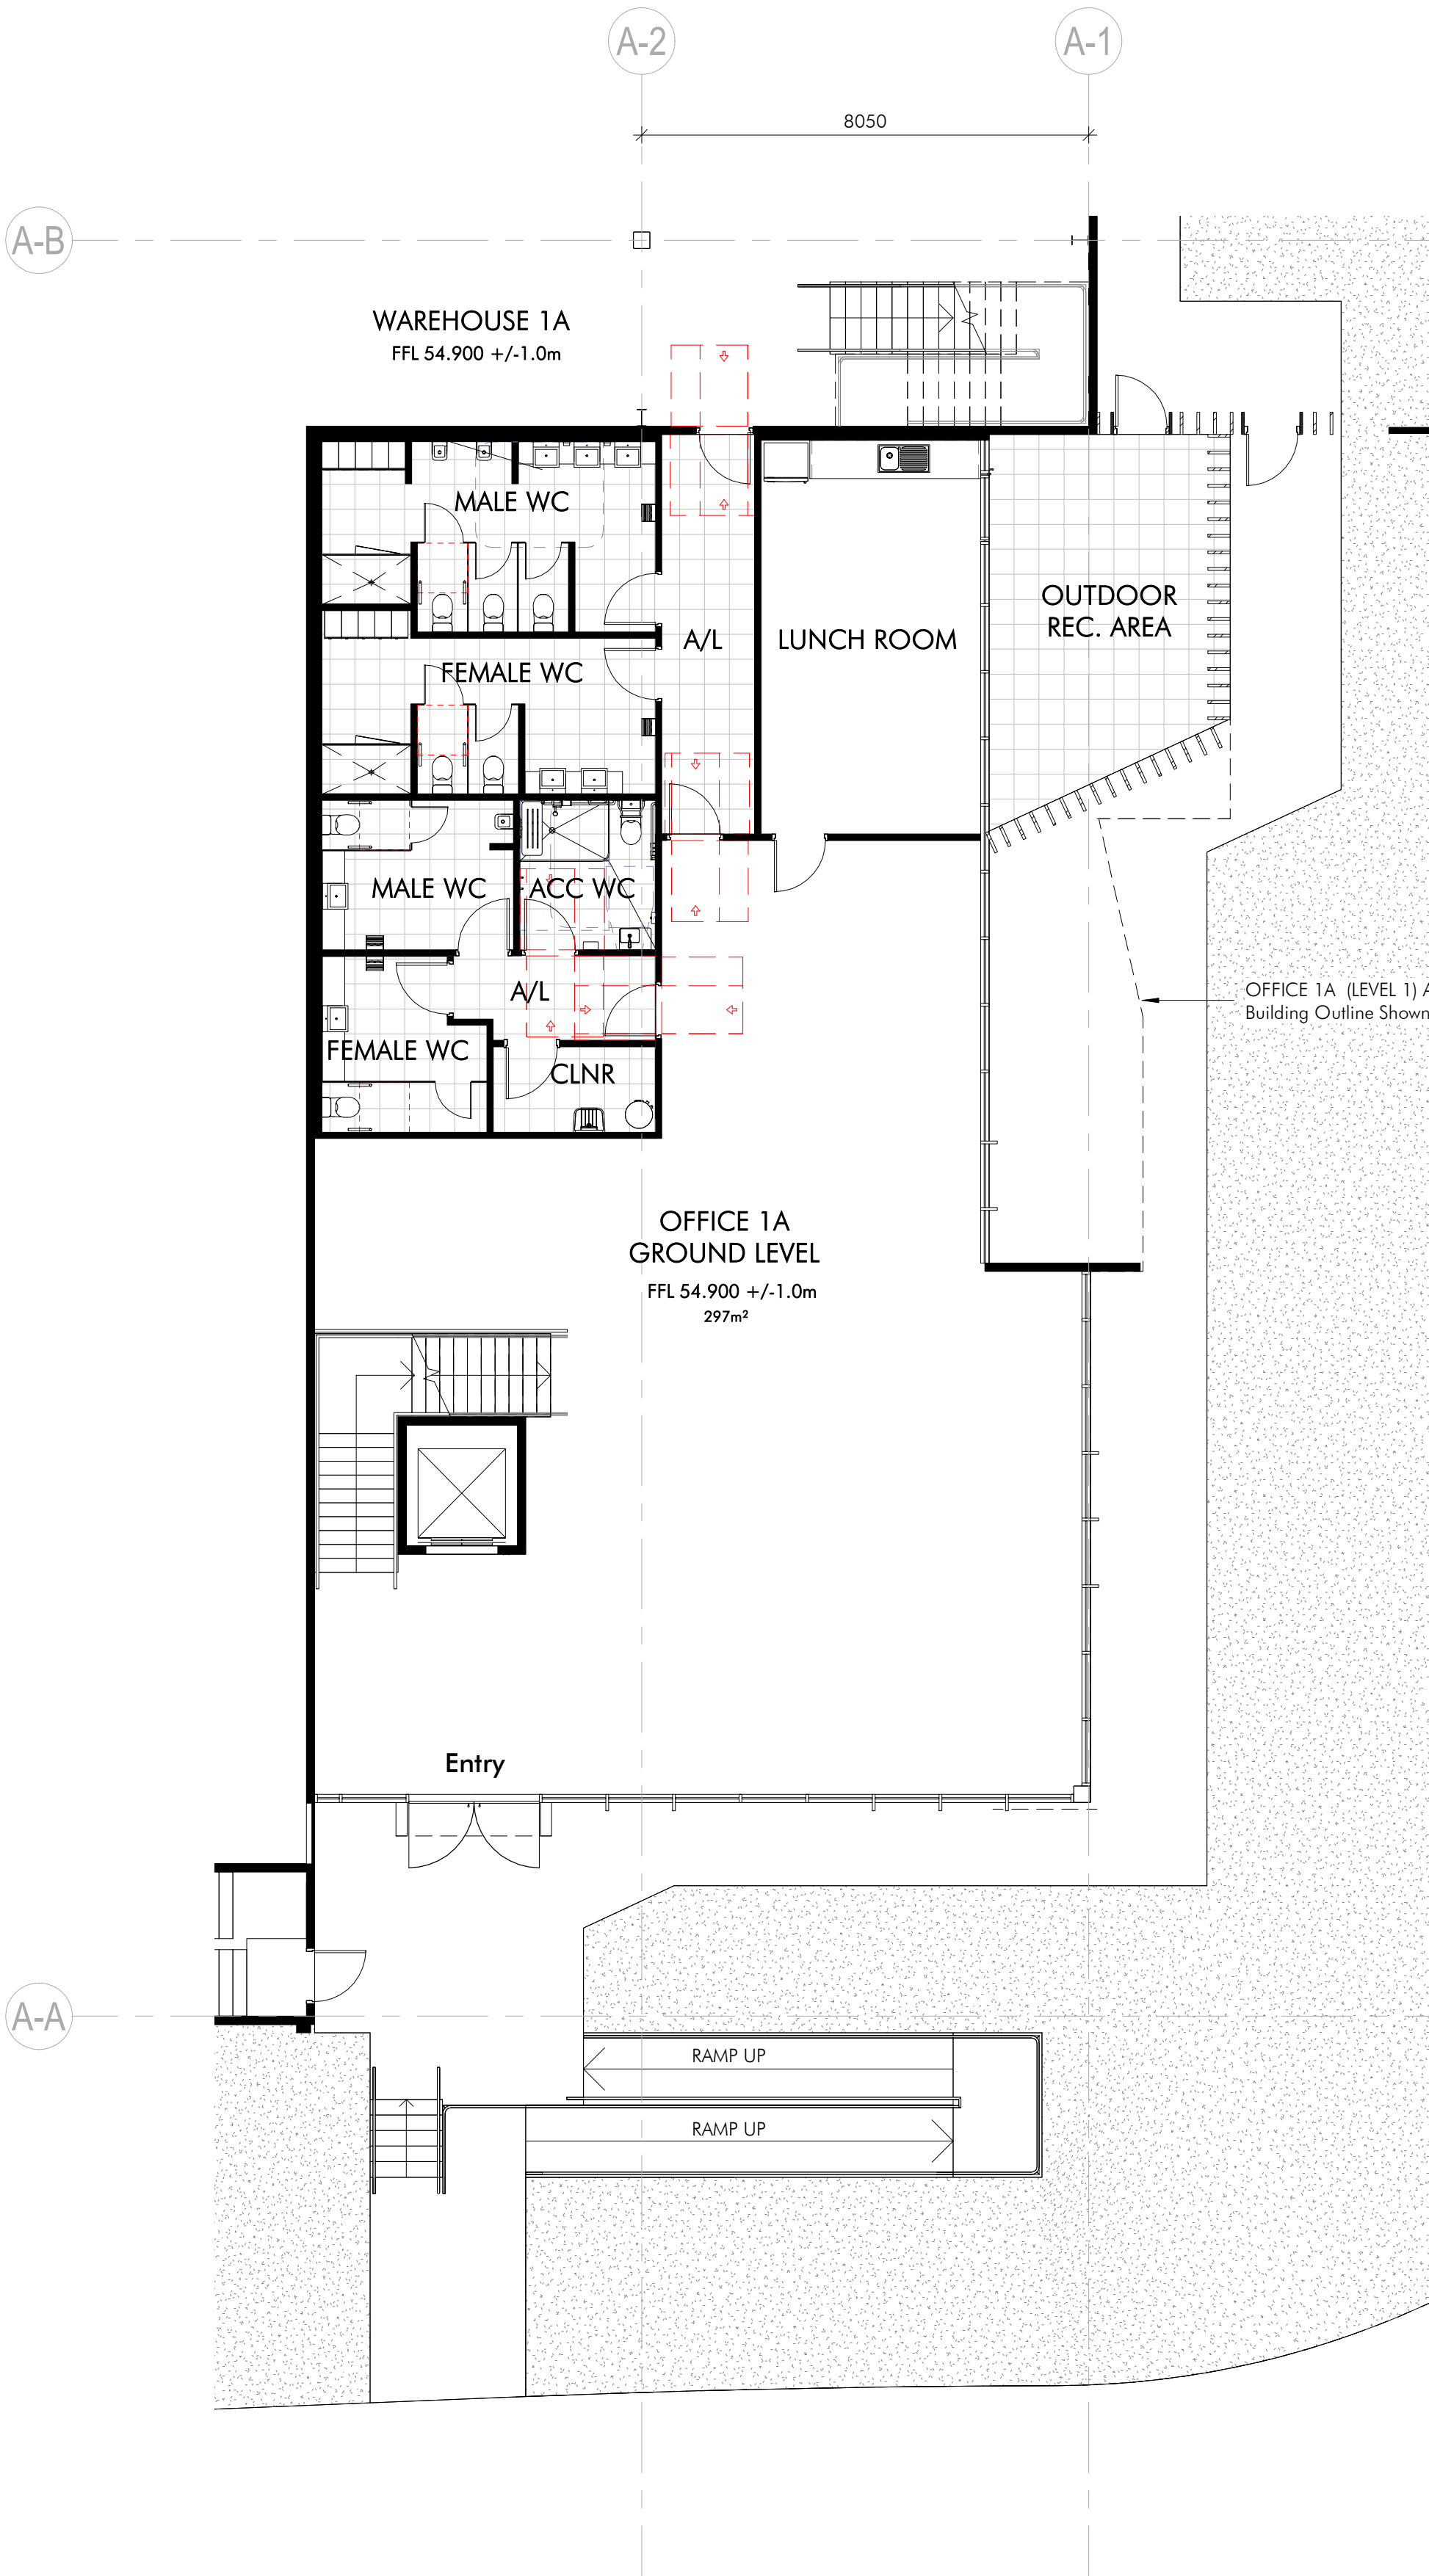 A-2
A-1
8050
A-B
WAREHOUSE 1A
FFL 54.900 +/-1.0m
MALE WC
OUTDOOR
REC. AREA
A/L
LUNCH ROOM
FEMALE WC
MALE WC
ACC WC
A/L
OFFICE 1A (LEVEL 1) A
Building Outline Shown
FEMALE WC
CLNR
OFFICE 1A
GROUND LEVEL
FFL 54.900 +/-1.0m
297m²
Entry
A-A
RAMP UP
RAMP UP